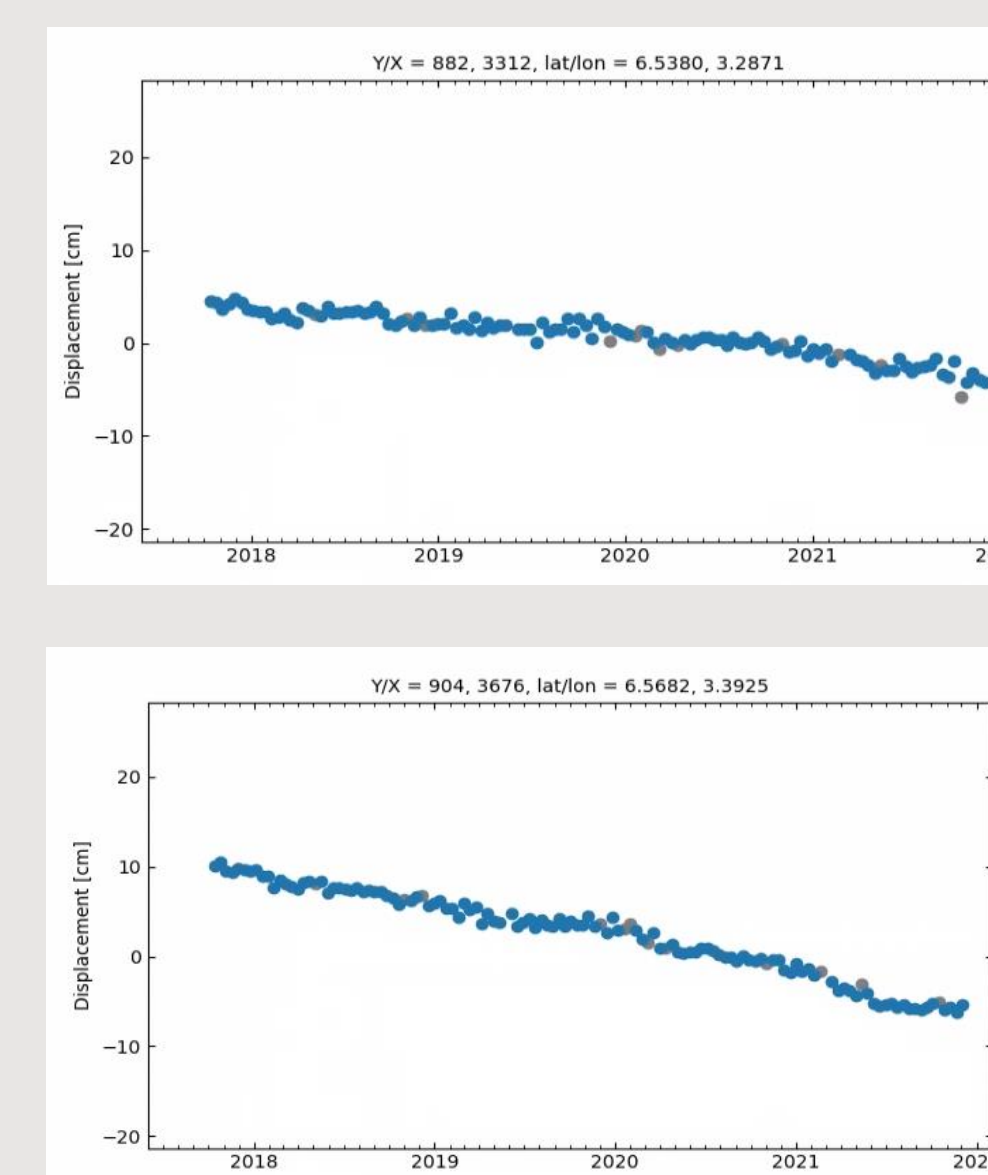 Y/X = 882, 3312, lat/lon = 6.5380, 3.2871
Displacement [cm]
20
10
0
−10
−20
2018 2019 2020 2021 2
Y/X = 904, 3676, lat/lon = 6.5682, 3.3925
Displacement [cm]
20
10
0
−10
−20
2018 2019 2020 2021 202